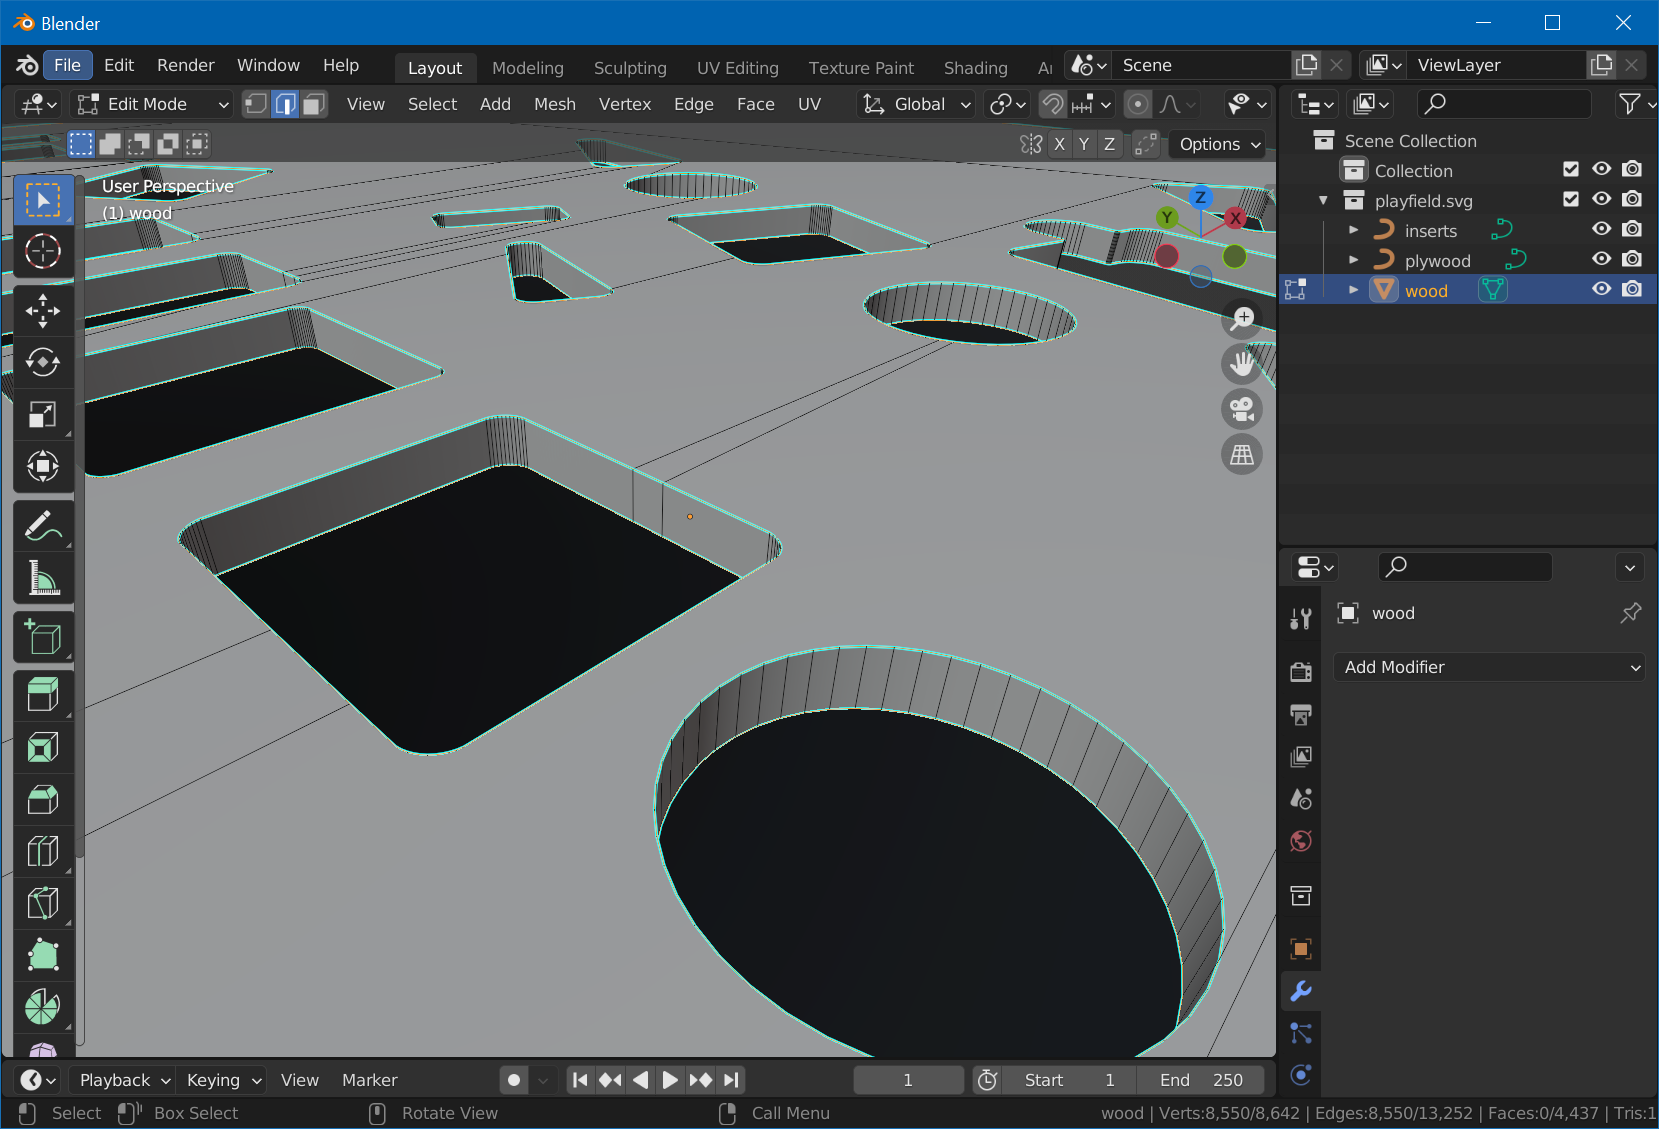 Blender
File Edit Render Window Help Layout Modeling Sculpting UV Editing Texture Paint Shading Scene ViewLayer
Edit Mode View Select Add Mesh Vertex Edge Face UV Global
X Y Z Options
User Perspective
(1) wood
Z
Y X
Scene Collection
Collection
playfield.svg
inserts
plywood
wood
wood
Add Modifier
Playback Keying View Marker 1 Start 1 End 250
Select Box Select Rotate View Call Menu wood | Verts:8,550/8,642 | Edges:8,550/13,252 | Faces:0/4,437 | Tris:1